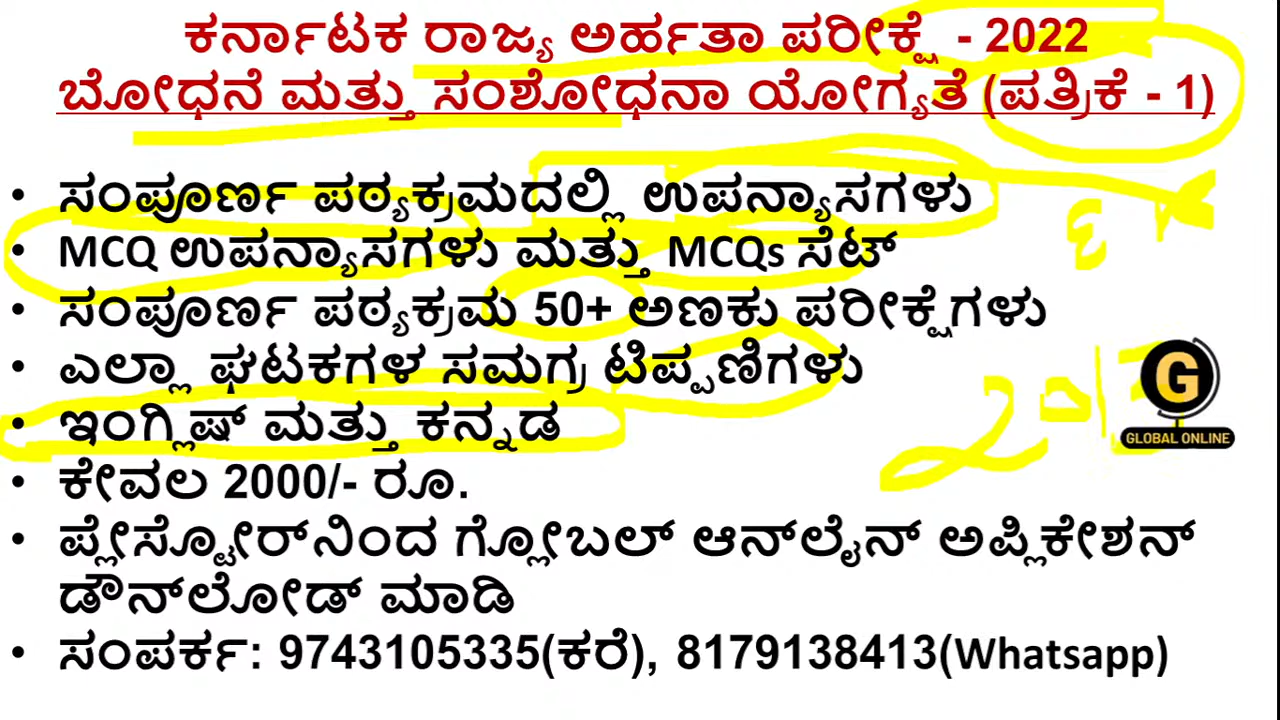 ಕರ್ನಾಟಕ ರಾಜ್ಯ ಅರ್ಹತಾ ಪರೀಕ್ಷೆ - 2022
ಬೋಧನೆ ಮತ್ತು ಸಂಶೋಧನಾ ಯೋಗ್ಯತೆ (ಪತ್ರಿಕೆ - 1)
• ಸಂಪೂರ್ಣ ಪಠ್ಯಕ್ರಮದಲ್ಲಿ ಉಪನ್ಯಾಸಗಳು
• MCQ ಉಪನ್ಯಾಸಗಳು ಮತ್ತು MCQs ಸೆಟ್
• ಸಂಪೂರ್ಣ ಪಠ್ಯಕ್ರಮ 50+ ಅಣಕು ಪರೀಕ್ಷೆಗಳು
• ಎಲ್ಲಾ ಘಟಕಗಳ ಸಮಗ್ರ ಟಿಪ್ಪಣಿಗಳು
• ಇಂಗ್ಲಿಷ್ ಮತ್ತು ಕನ್ನಡ
• ಕೇವಲ 2000/- ರೂ.
• ಪ್ಲೇಸ್ಟೋರ್‌ನಿಂದ ಗ್ಲೋಬಲ್ ಆನ್‌ಲೈನ್ ಅಪ್ಲಿಕೇಶನ್
ಡೌನ್‌ಲೋಡ್ ಮಾಡಿ
• ಸಂಪರ್ಕ: 9743105335(ಕರೆ), 8179138413(Whatsapp)
G
GLOBAL ONLINE